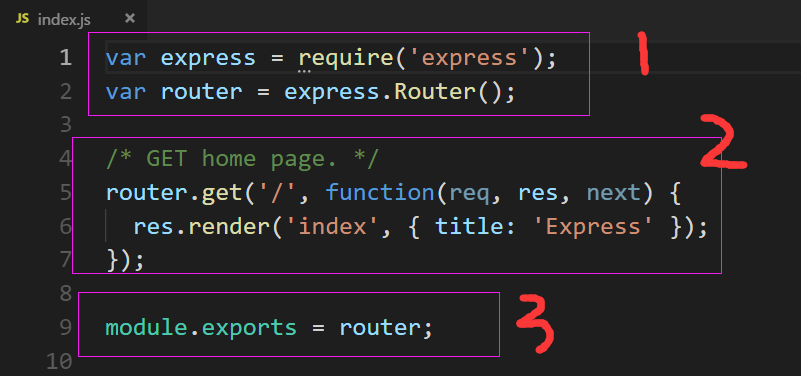 JS index.js ×
1 var express = require('express');
1
2 var router = express.Router();
3
2
4 /* GET home page. */
5 router.get('/', function(req, res, next) {
6 res.render('index', { title: 'Express' });
7 });
8
9 module.exports = router;
3
10